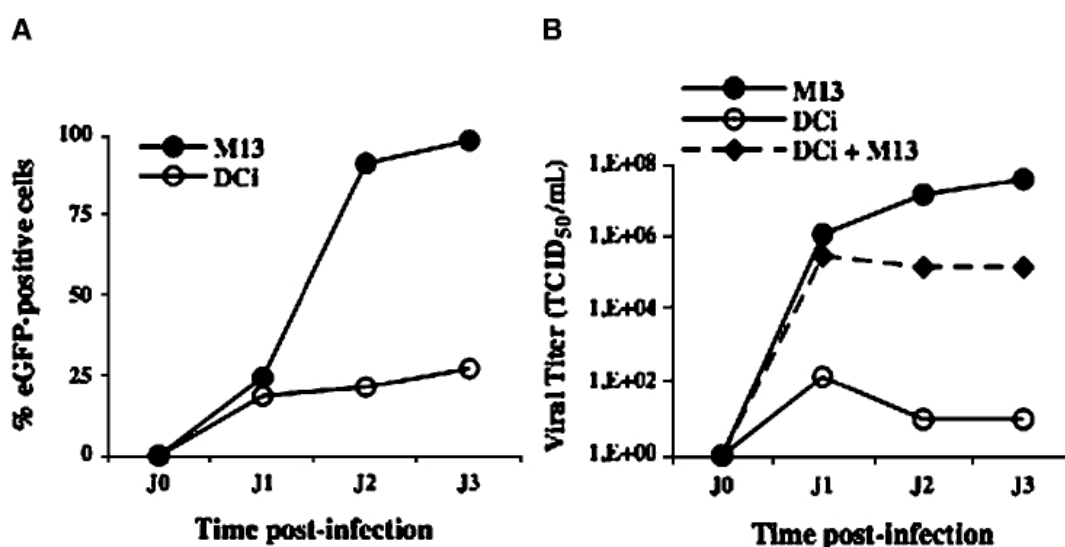 A
B
M13
DCi
M13
DCi
DCi + M13
100
75
50
25
0
% eGFP-positive cells
J0 J1 J2 J3
Time post-infection
1,E+08
1,E+06
1,E+04
1,E+02
1,E+00
Viral Titer (TCID50/mL)
J0 J1 J2 J3
Time post-infection